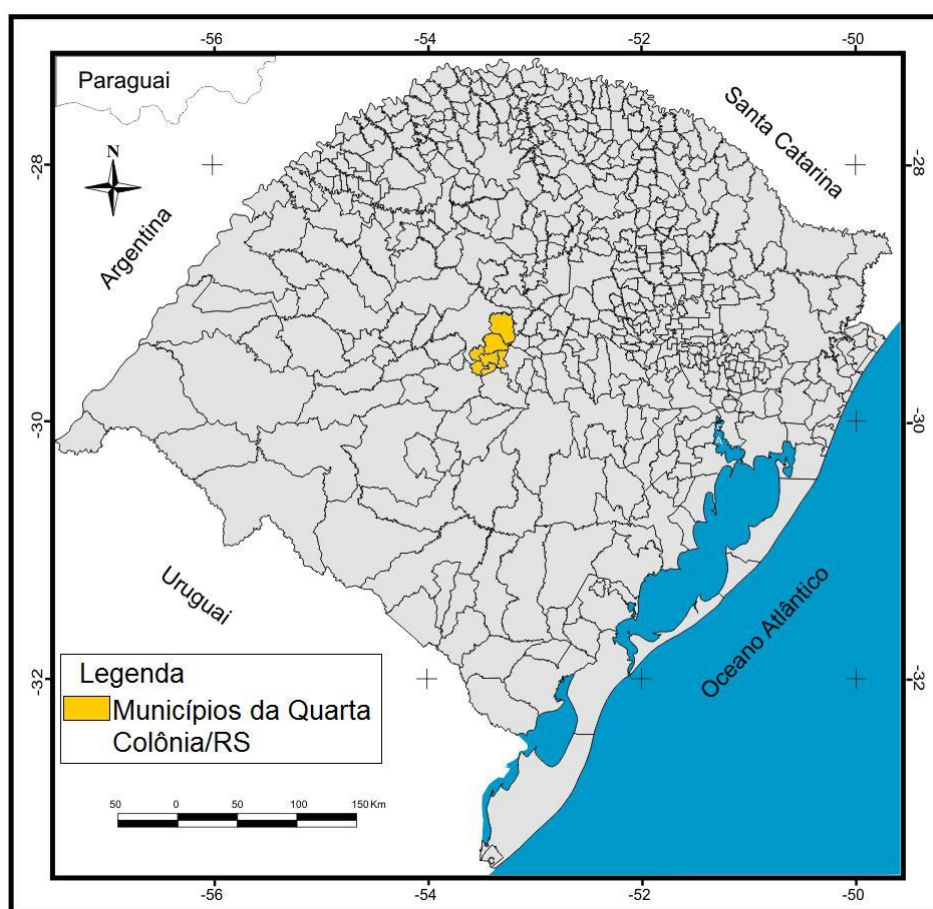 -56
-54
-52
-50
Paraguai
Santa Catarina
N
-28
-28
Argentina
-30
-30
Uruguai
Oceano Atlântico
-32
-32
Legenda
Municípios da Quarta
Colônia/RS
50 0 50 100 150 Km
-56
-54
-52
-50